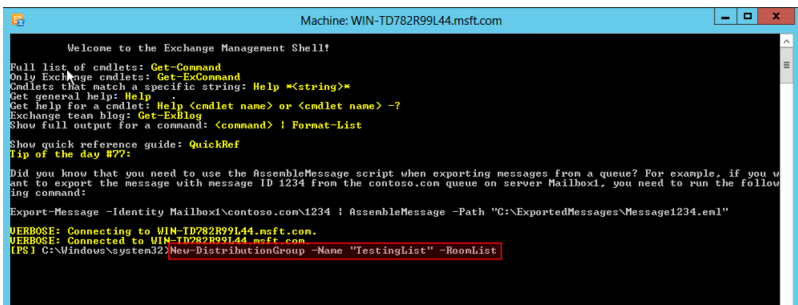 Machine: WIN-TD782R99L44.msft.com
Welcome to the Exchange Management Shell!
Full list of cmdlets: Get-Command
Only Exchange cmdlets: Get-ExCommand
Cmdlets that match a specific string: Help *<string>*
Get general help: Help
Get help for a cmdlet: Help <cmdlet name> or <cmdlet name> -?
Exchange team blog: Get-ExBlog
Show full output for a command: <command> | Format-List
Show quick reference guide: QuickRef
Tip of the day #77:
Did you know that you need to use the AssembleMessage script when exporting messages from a queue? For example, if you w
ant to export the message with message ID 1234 from the contoso.com queue on server Mailbox1, you need to run the follow
ing command:
Export-Message -Identity Mailbox1\contoso.com\1234 | AssembleMessage -Path "C:\ExportedMessages\Message1234.eml"
VERBOSE: Connecting to WIN-TD782R99L44.msft.com.
VERBOSE: Connected to WIN-TD782R99L44.msft.com.
[PS] C:\Windows\system32>New-DistributionGroup -Name "TestingList" -RoomList